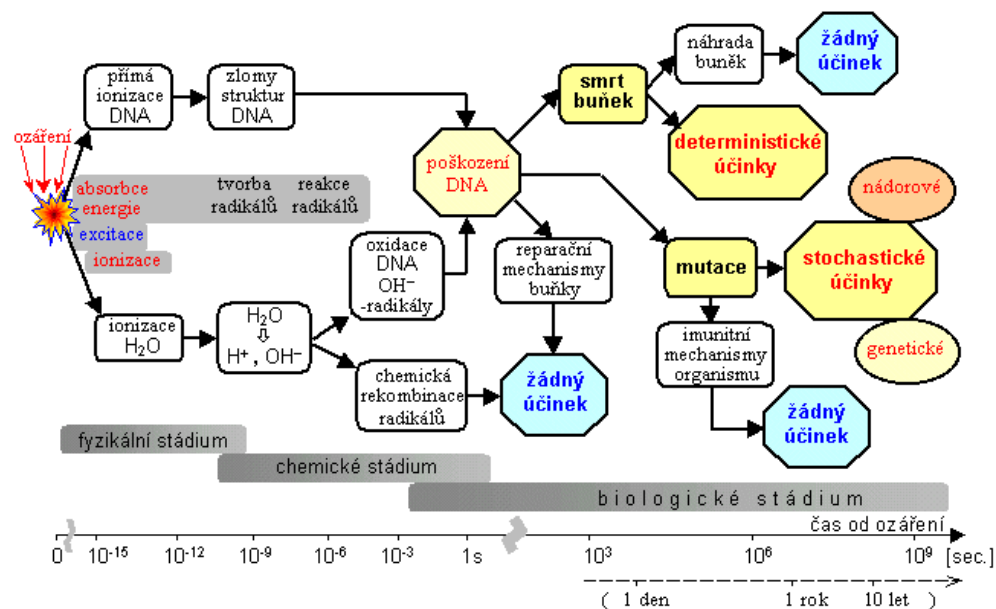 přímá
ionizace
DNA
zlomy
struktur
DNA
smrt
buňek
náhrada
buněk
žádný
účinek
ozáření
absorbce
energie
excitace
ionizace
tvorba
radikálů
reakce
radikálů
poškození
DNA
deterministické
účinky
nádorové
oxidace
DNA
OH⁻
-radikály
reparační
mechanismy
buňky
mutace
stochastické
účinky
genetické
ionizace
H₂O
H₂O
⇩
H⁺ , OH⁻
chemická
rekombinace
radikálů
žádný
účinek
imunitní
mechanismy
organismu
žádný
účinek
fyzikální stádium
chemické stádium
biologické stádium
čas od ozáření
0 10⁻¹⁵ 10⁻¹² 10⁻⁹ 10⁻⁶ 10⁻³ 1s 10³ 10⁶ 10⁹ [sec.]
( 1 den 1 rok 10 let )